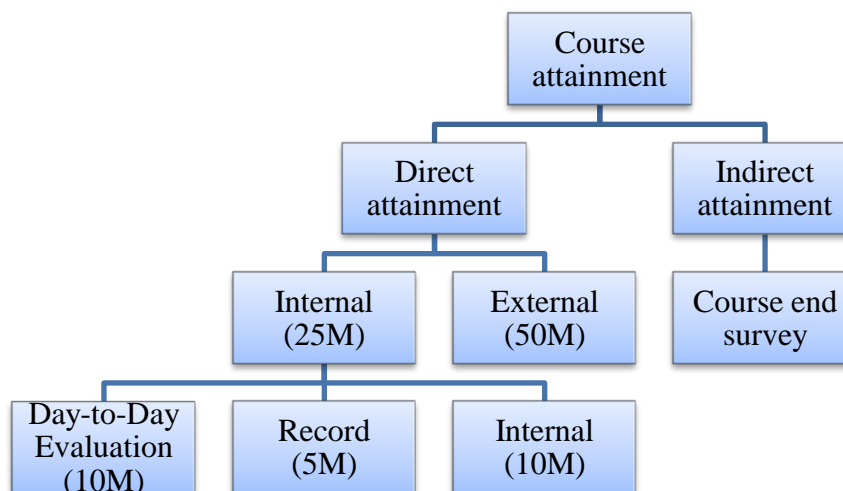 Course
attainment
Direct
attainment
Indirect
attainment
Internal
(25M)
External
(50M)
Course end
survey
Day-to-Day
Evaluation
(10M)
Record
(5M)
Internal
(10M)